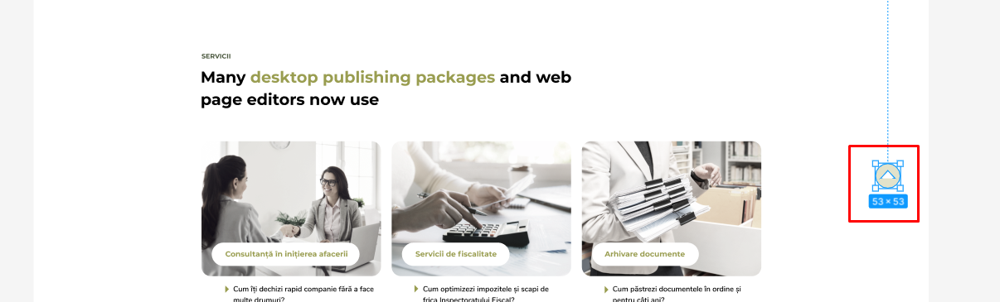 SERVICII
Many desktop publishing packages and web
page editors now use
53 × 53
Consultanță în inițierea afacerii
Servicii de fiscalitate
Arhivare documente
Cum îți dechizi rapid companie fără a face
multe drumuri?
Cum optimizezi impozitele și scapi de
frica Inspectoratului Fiscal?
Cum păstrezi documentele în ordine și
pentru câți ani?